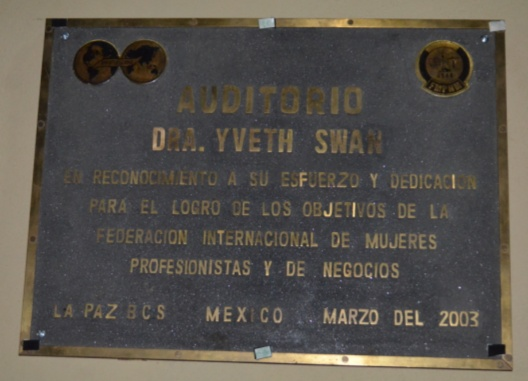 AUDITORIO
DRA. YVETH SWAN
EN RECONOCIMIENTO A SU ESFUERZO Y DEDICACION
PARA EL LOGRO DE LOS OBJETIVOS DE LA
FEDERACION INTERNACIONAL DE MUJERES
PROFESIONISTAS Y DE NEGOCIOS
LA PAZ BCS MEXICO MARZO DEL 2003